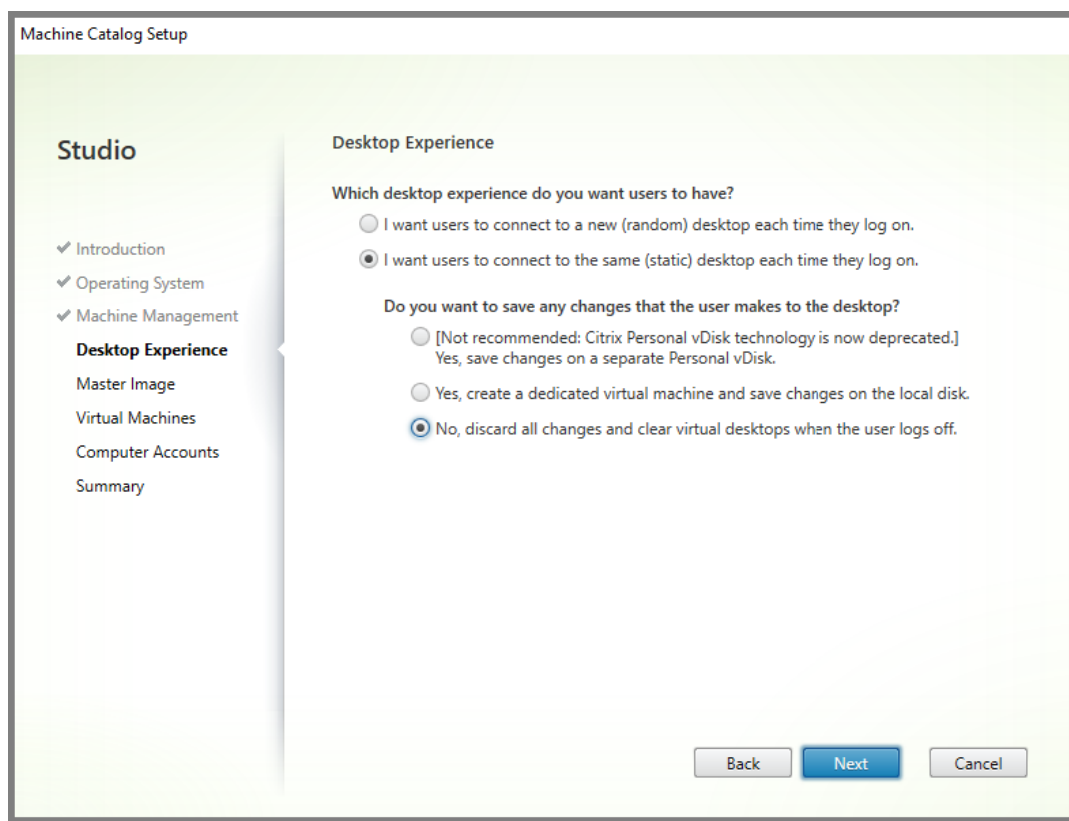 Machine Catalog Setup
Studio
Introduction
Operating System
Machine Management
Desktop Experience
Master Image
Virtual Machines
Computer Accounts
Summary
Desktop Experience
Which desktop experience do you want users to have?
I want users to connect to a new (random) desktop each time they log on.
I want users to connect to the same (static) desktop each time they log on.
Do you want to save any changes that the user makes to the desktop?
[Not recommended: Citrix Personal vDisk technology is now deprecated.]
Yes, save changes on a separate Personal vDisk.
Yes, create a dedicated virtual machine and save changes on the local disk.
No, discard all changes and clear virtual desktops when the user logs off.
Back
Next
Cancel